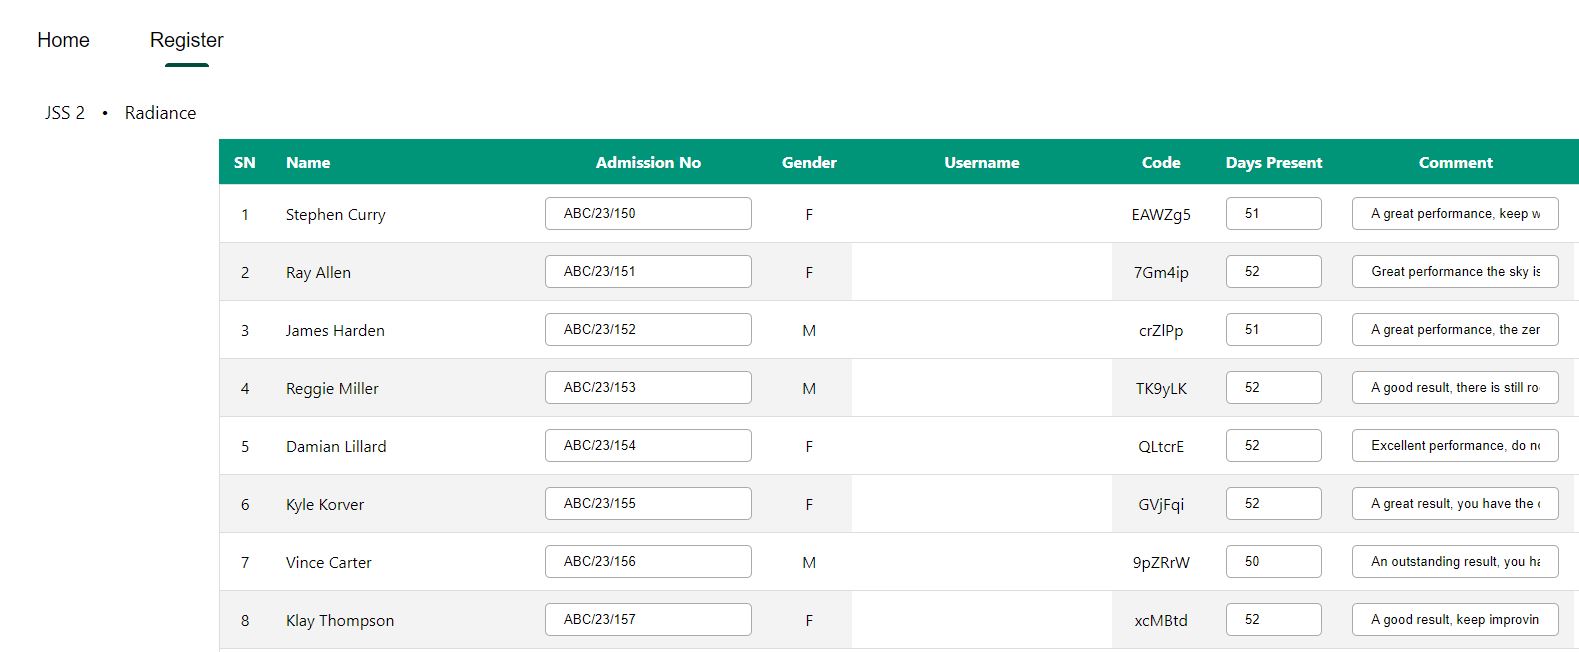 Home Register
JSS 2 • Radiance
SN Name Admission No Gender Username Code Days Present Comment
1 Stephen Curry ABC/23/150 F EAWZg5 51 A great performance, keep w
2 Ray Allen ABC/23/151 F 7Gm4ip 52 Great performance the sky is
3 James Harden ABC/23/152 M crZlPp 51 A great performance, the zer
4 Reggie Miller ABC/23/153 M TK9yLK 52 A good result, there is still ro
5 Damian Lillard ABC/23/154 F QLtcrE 52 Excellent performance, do no
6 Kyle Korver ABC/23/155 F GVjFqi 52 A great result, you have the
7 Vince Carter ABC/23/156 M 9pZRrW 50 An outstanding result, you ha
8 Klay Thompson ABC/23/157 F xcMBtd 52 A good result, keep improvin